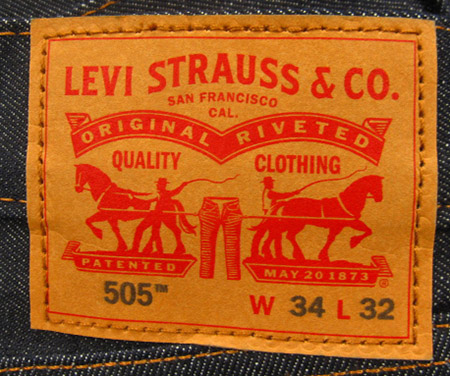 LEVI STRAUSS & CO.
SAN FRANCISCO
CAL.
ORIGINAL RIVETED
QUALITY CLOTHING
PATENTED MAY 20 1873 ®
505™ W 34 L 32